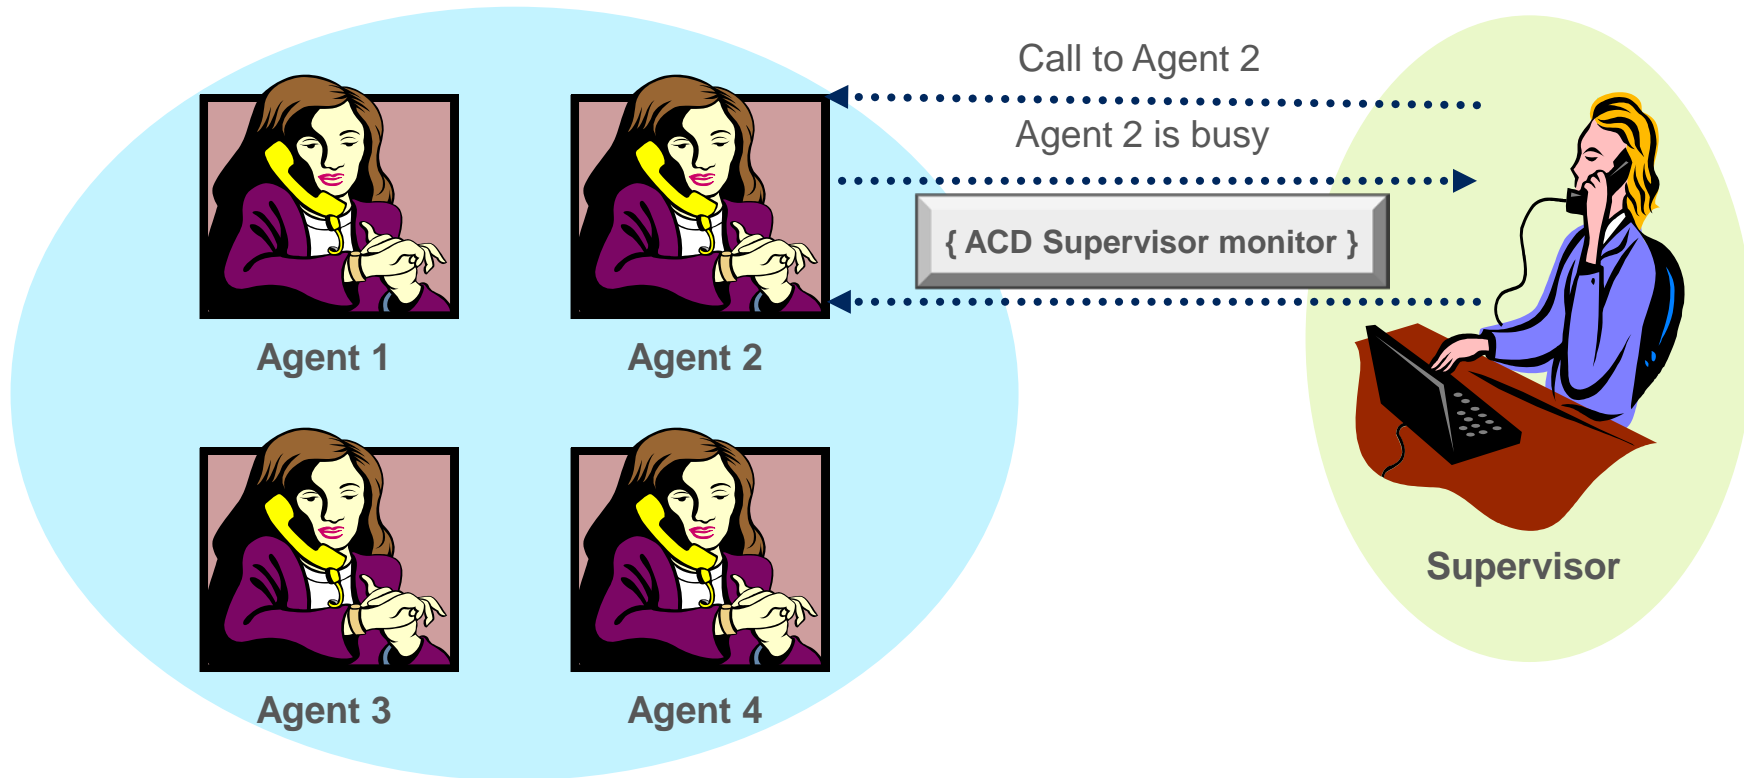 Call to Agent 2
Agent 2 is busy
{ ACD Supervisor monitor }
Agent 1
Agent 2
Supervisor
Agent 3
Agent 4